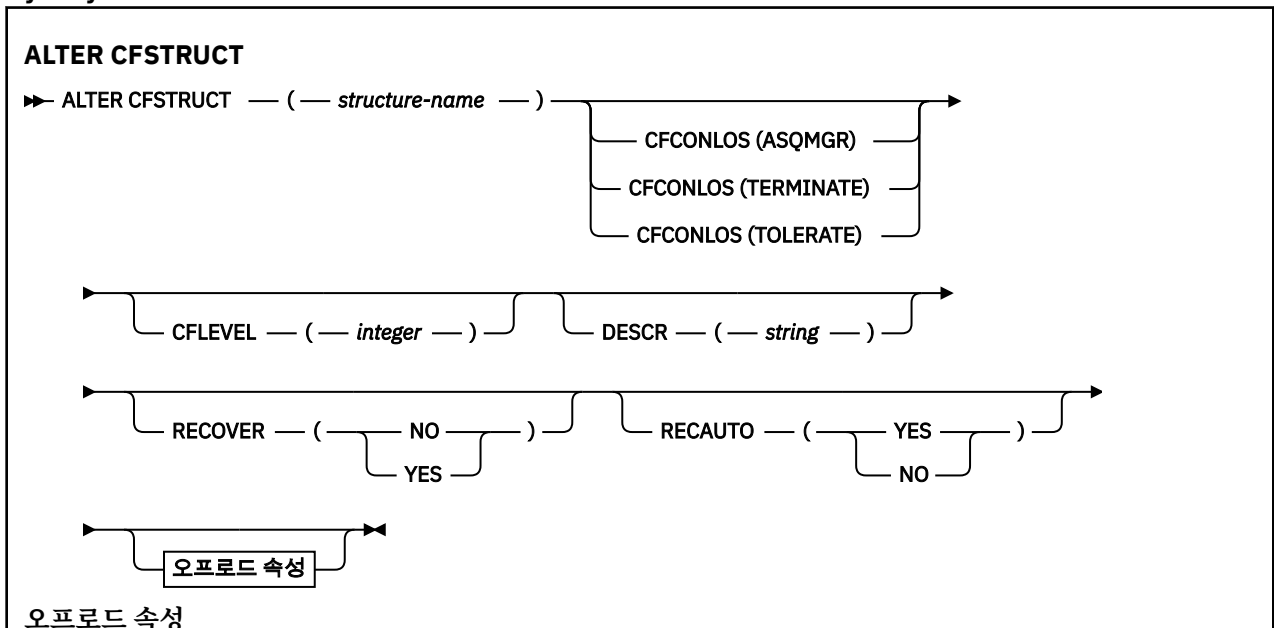 ALTER CFSTRUCT
ALTER CFSTRUCT ( structure-name )
CFCONLOS (ASQMGR)
CFCONLOS (TERMINATE)
CFCONLOS (TOLERATE)
CFLEVEL ( integer ) DESCR ( string )
RECOVER ( NO ) RECAUTO ( YES )
YES NO
오프로드 속성
오프로드 속성